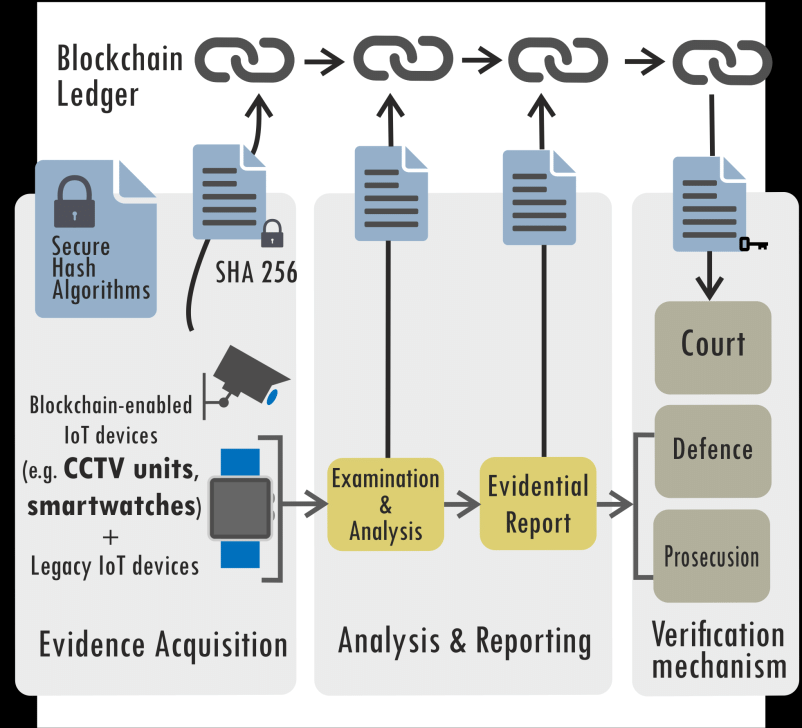 Blockchain
Ledger
Secure
Hash
Algorithms
SHA 256
Blockchain-enabled
IoT devices
(e.g. CCTV units,
smartwatches)
+
Legacy IoT devices
Evidence Acquisition
Examination
&
Analysis
Evidential
Report
Analysis & Reporting
Court
Defence
Prosecusion
Verification
mechanism